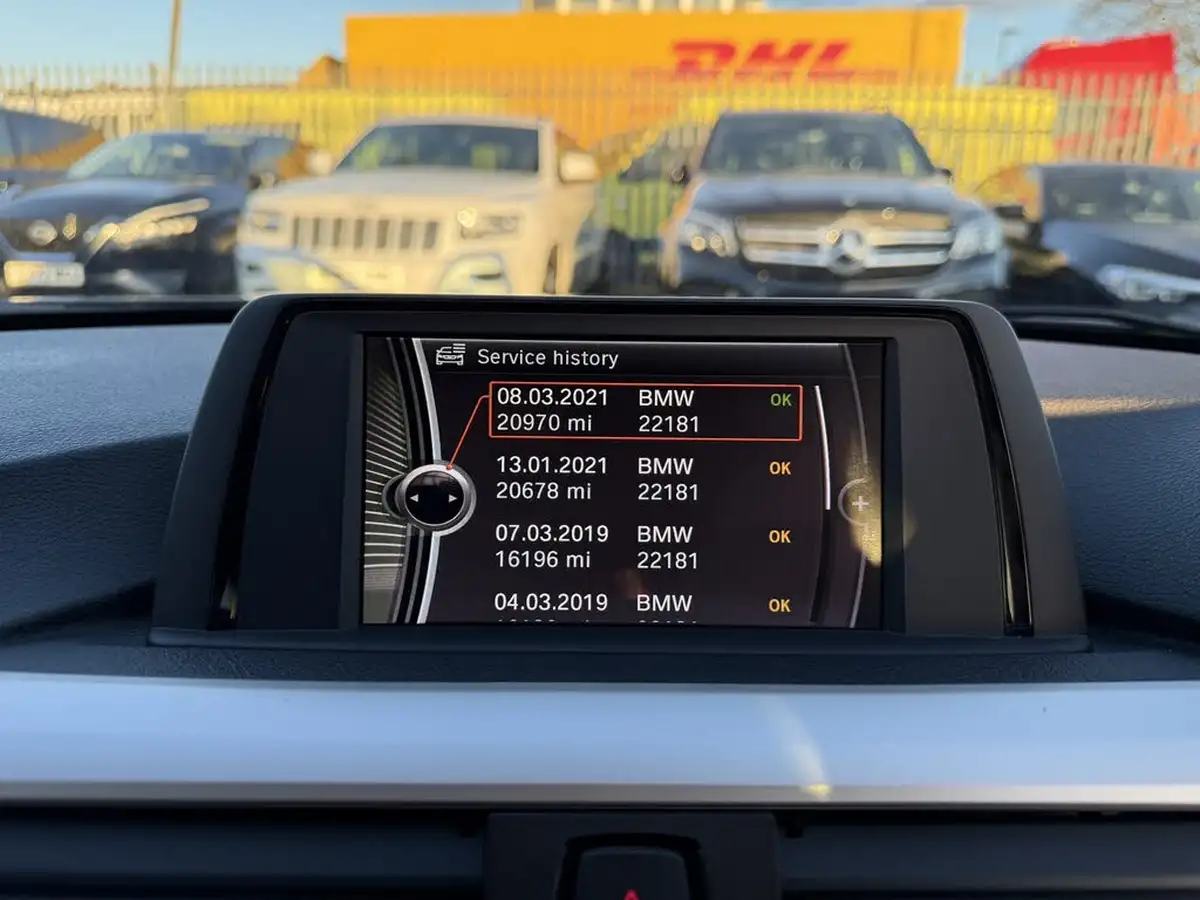 DHL
Service history
08.03.2021 BMW OK
20970 mi 22181
13.01.2021 BMW OK
20678 mi 22181
07.03.2019 BMW OK
16196 mi 22181
04.03.2019 BMW OK